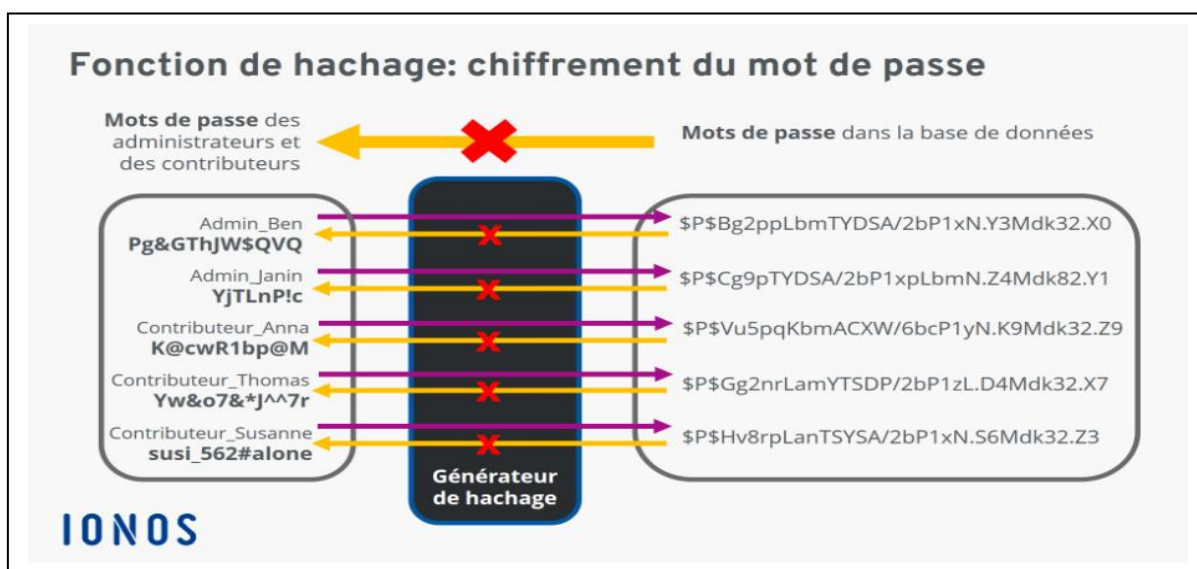 Fonction de hachage: chiffrement du mot de passe
Mots de passe des
administrateurs et
des contributeurs
Mots de passe dans la base de données
Admin_Ben
Pg&GThJW$QVQ
$P$Bg2ppLbmTYDSA/2bP1xN.Y3Mdk32.X0
Admin_Janin
YjTLnP!c
$P$Cg9pTYDSA/2bP1xpLbmN.Z4Mdk82.Y1
Contributeur_Anna
K@cwR1bp@M
$P$Vu5pqKbmACXW/6bcP1yN.K9Mdk32.Z9
Contributeur_Thomas
Yw&o7&*J^^7r
$P$Gg2nrLamYTSDP/2bP1zL.D4Mdk32.X7
Contributeur_Susanne
susi_562#alone
$P$Hv8rpLanTSYSA/2bP1xN.S6Mdk32.Z3
Générateur
de hachage
IONOS